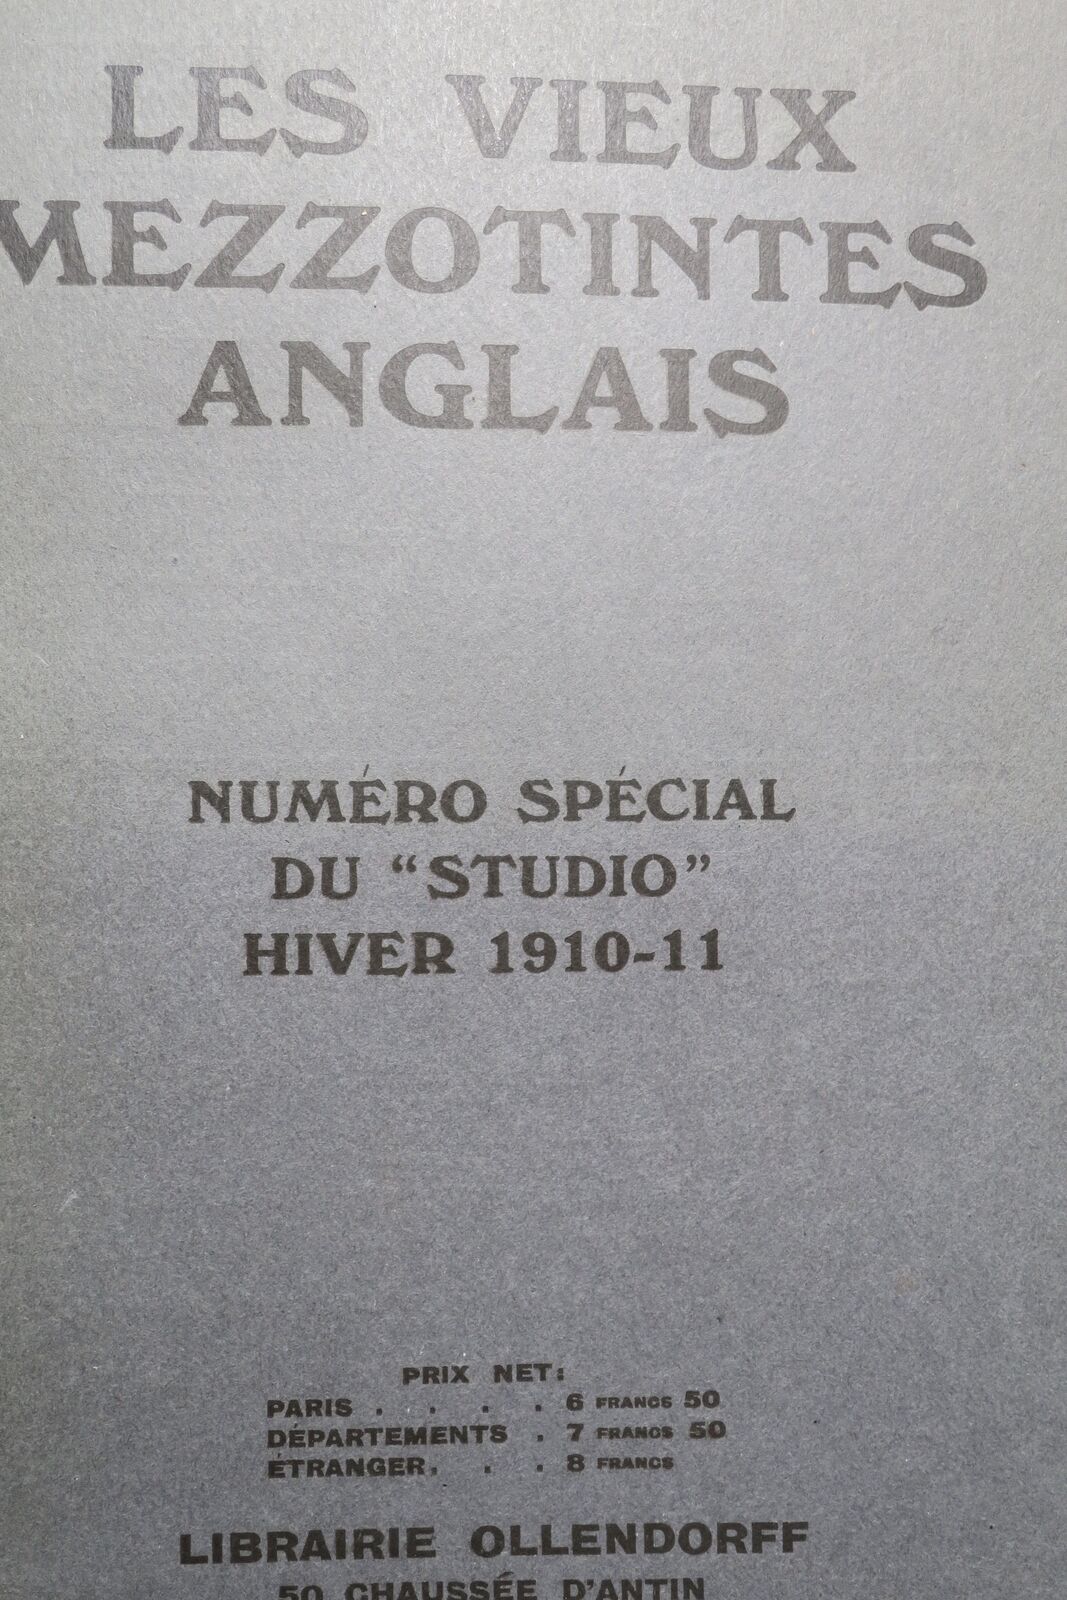 LES VIEUX
MEZZOTINTES
ANGLAIS
NUMÉRO SPÉCIAL
DU “STUDIO”
HIVER 1910-11
PRIX NET:
PARIS . . . . 6 FRANCS 50
DÉPARTEMENTS . 7 FRANCS 50
ÉTRANGER. . . 8 FRANCS
LIBRAIRIE OLLENDORFF
50 CHAUSSÉE D'ANTIN